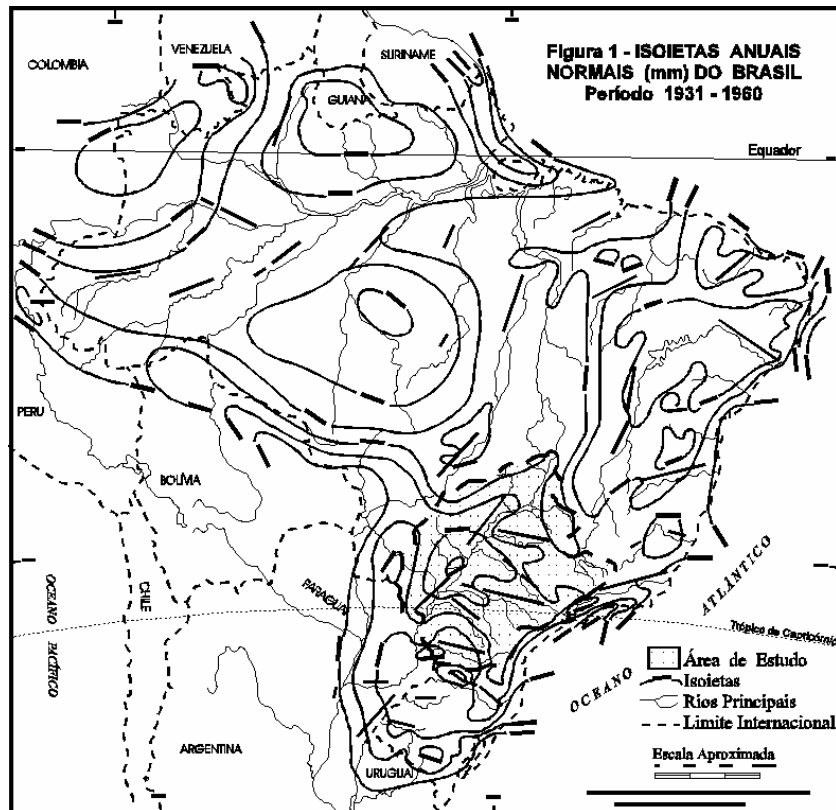 Figura 1 - ISOIETAS ANUAIS
NORMAIS (mm) DO BRASIL
Período 1931 - 1960
VENEZUELA
SURINAME
COLOMBIA
GUIANA
Equador
PERU
BOLÍVIA
PARAGUAI
CHILE
OCEANO PACÍFICO
OCEANO ATLÂNTICO
Trópico de Capricórnio
ARGENTINA
URUGUAI
Área de Estudo
Isoietas
Rios Principais
Limite Internacional
Escala Aproximada